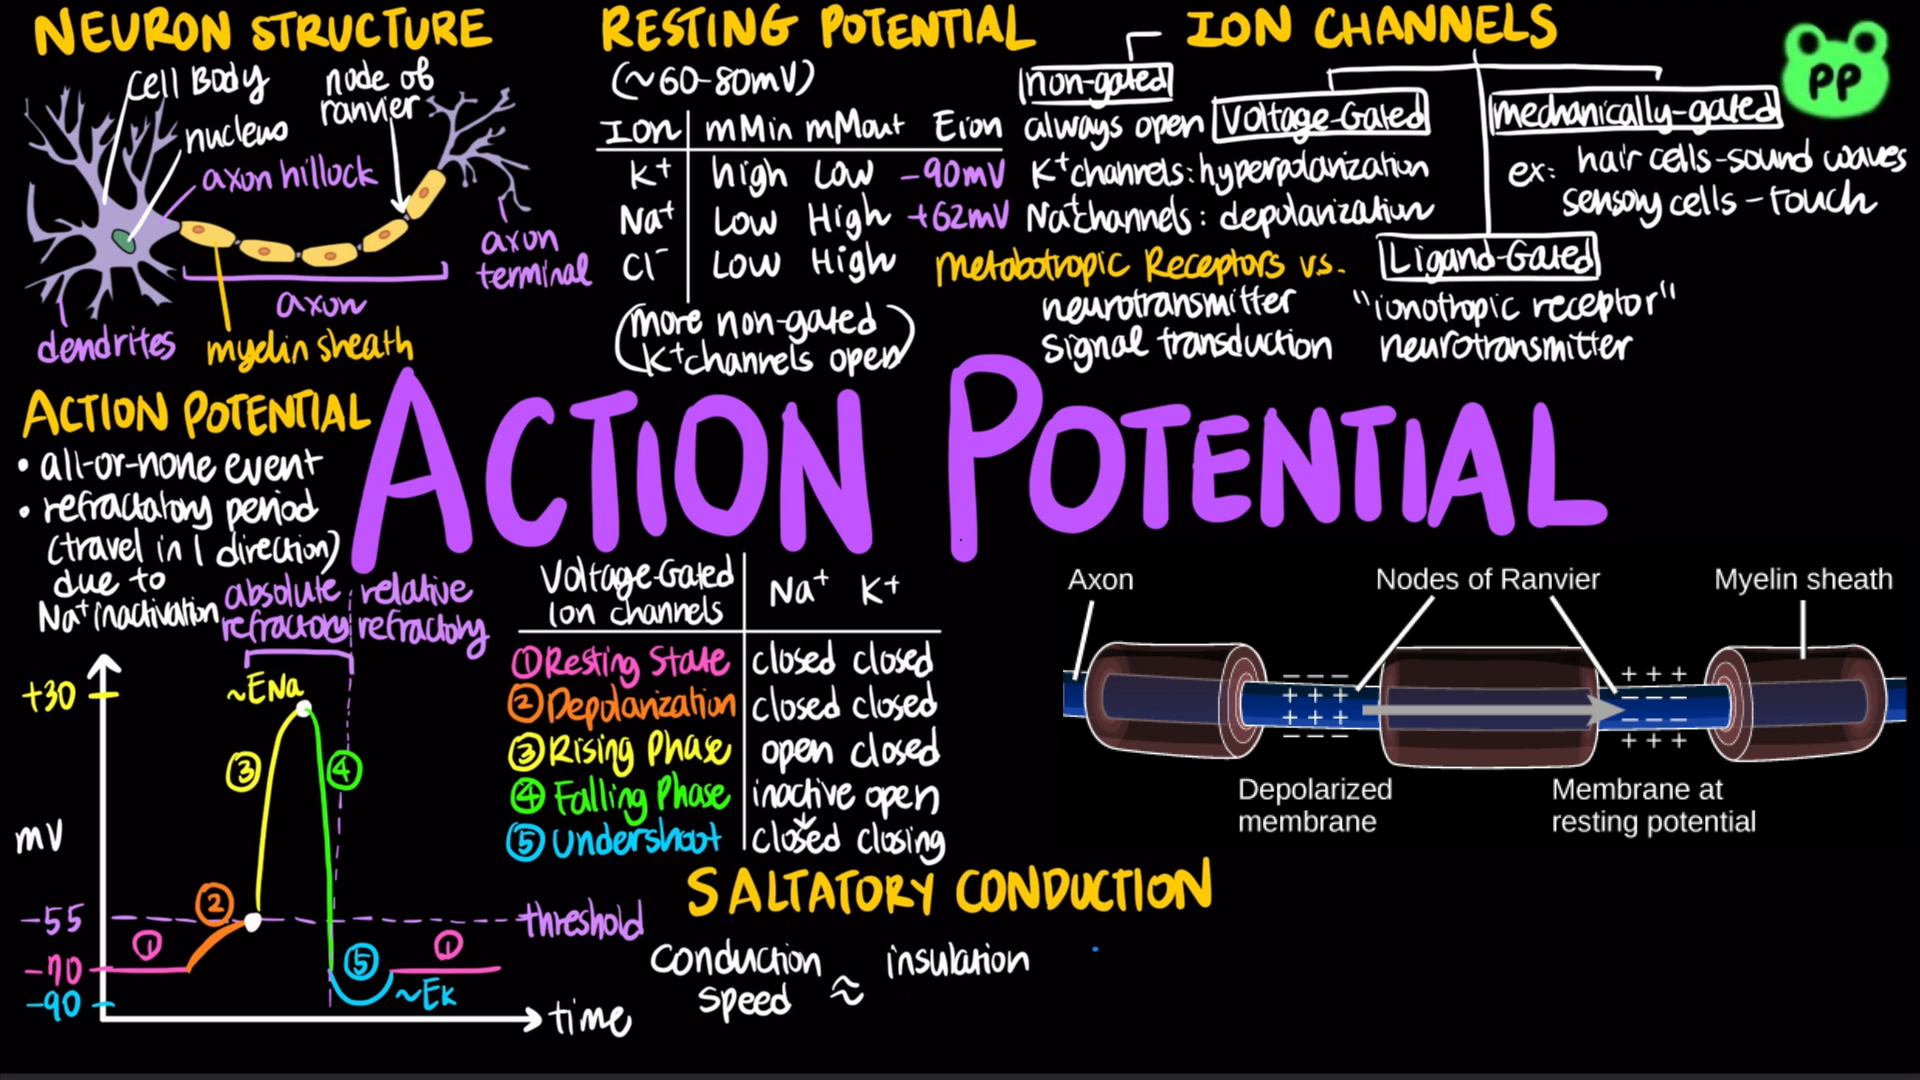 NEURON STRUCTURE
cell Body
node of
ranvier
nucleus
axon hillock
axon
terminal
axon
dendrites
myelin sheath
RESTING POTENTIAL
(~60-80mV)
Ion mMin mMout Eion
K+ high Low -90mV
Na+ Low High +62mV
Cl- Low High
(more non-gated
K+channels open)
ION CHANNELS
non-gated
always open
K+channels: hyperpolarization
Na+channels: depolarization
Voltage-Gated
mechanically-gated
ex: hair cells-sound waves
sensory cells-touch
Metabotropic Receptors v.s.
neurotransmitter
signal transduction
Ligand-Gated
"ionotropic receptor"
neurotransmitter
PP
ACTION POTENTIAL
ACTION POTENTIAL
• all-or-none event
• refractatory period
(travel in 1 direction)
due to
Na+ inactivation
absolute
refractory
relative
refractory
+30
~ENa
③
④
mV
②
-55
threshold
①
①
-70
⑤
-90
~EK
time
Voltage-Gated
Ion channels
Na+ K+
①Resting State closed closed
②Depolarization closed closed
③Rising Phase open closed
④Falling Phase inactive open
⑤undershoot closed closing
Axon
Nodes of Ranvier
Myelin sheath
– – –
+ + +
+ + +
– – –
+ + +
– – –
– – –
+ + +
Depolarized
membrane
Membrane at
resting potential
SALTATORY CONDUCTION
Conduction
speed ≈ insulation